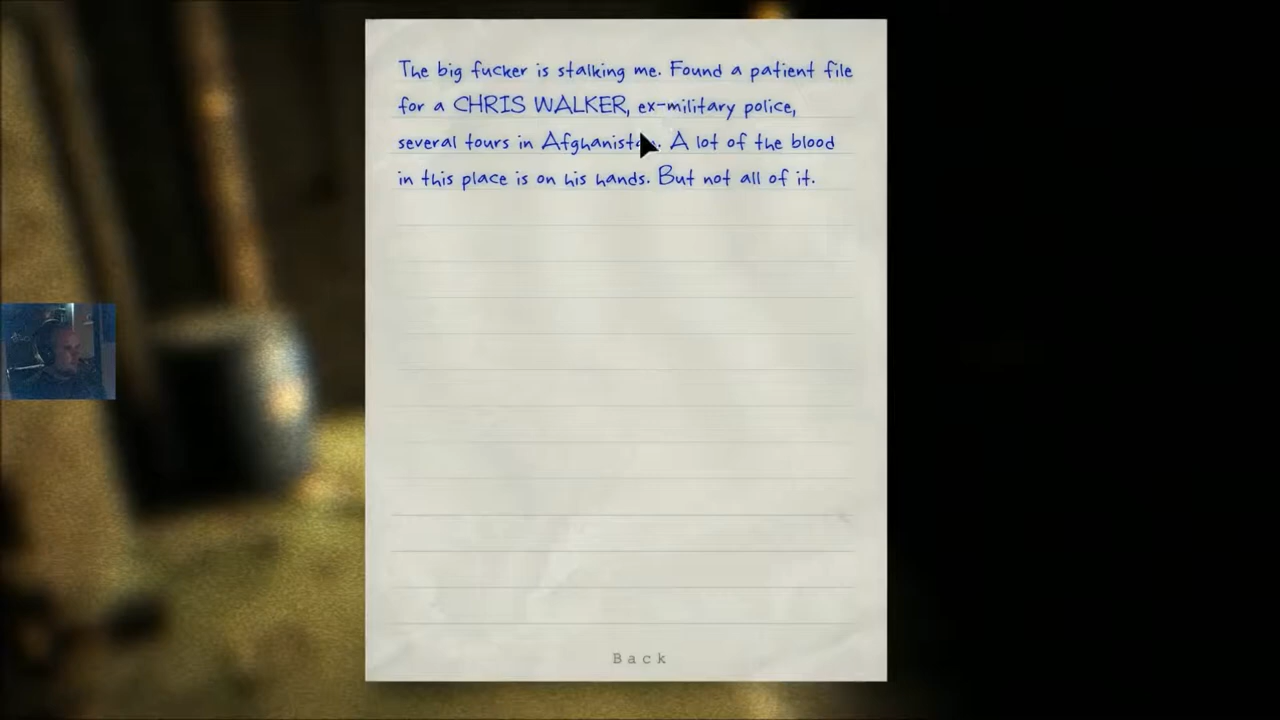 The big fucker is stalking me. Found a patient file
for a CHRIS WALKER, ex-military police,
several tours in Afghanistan. A lot of the blood
in this place is on his hands. But not all of it.
Back